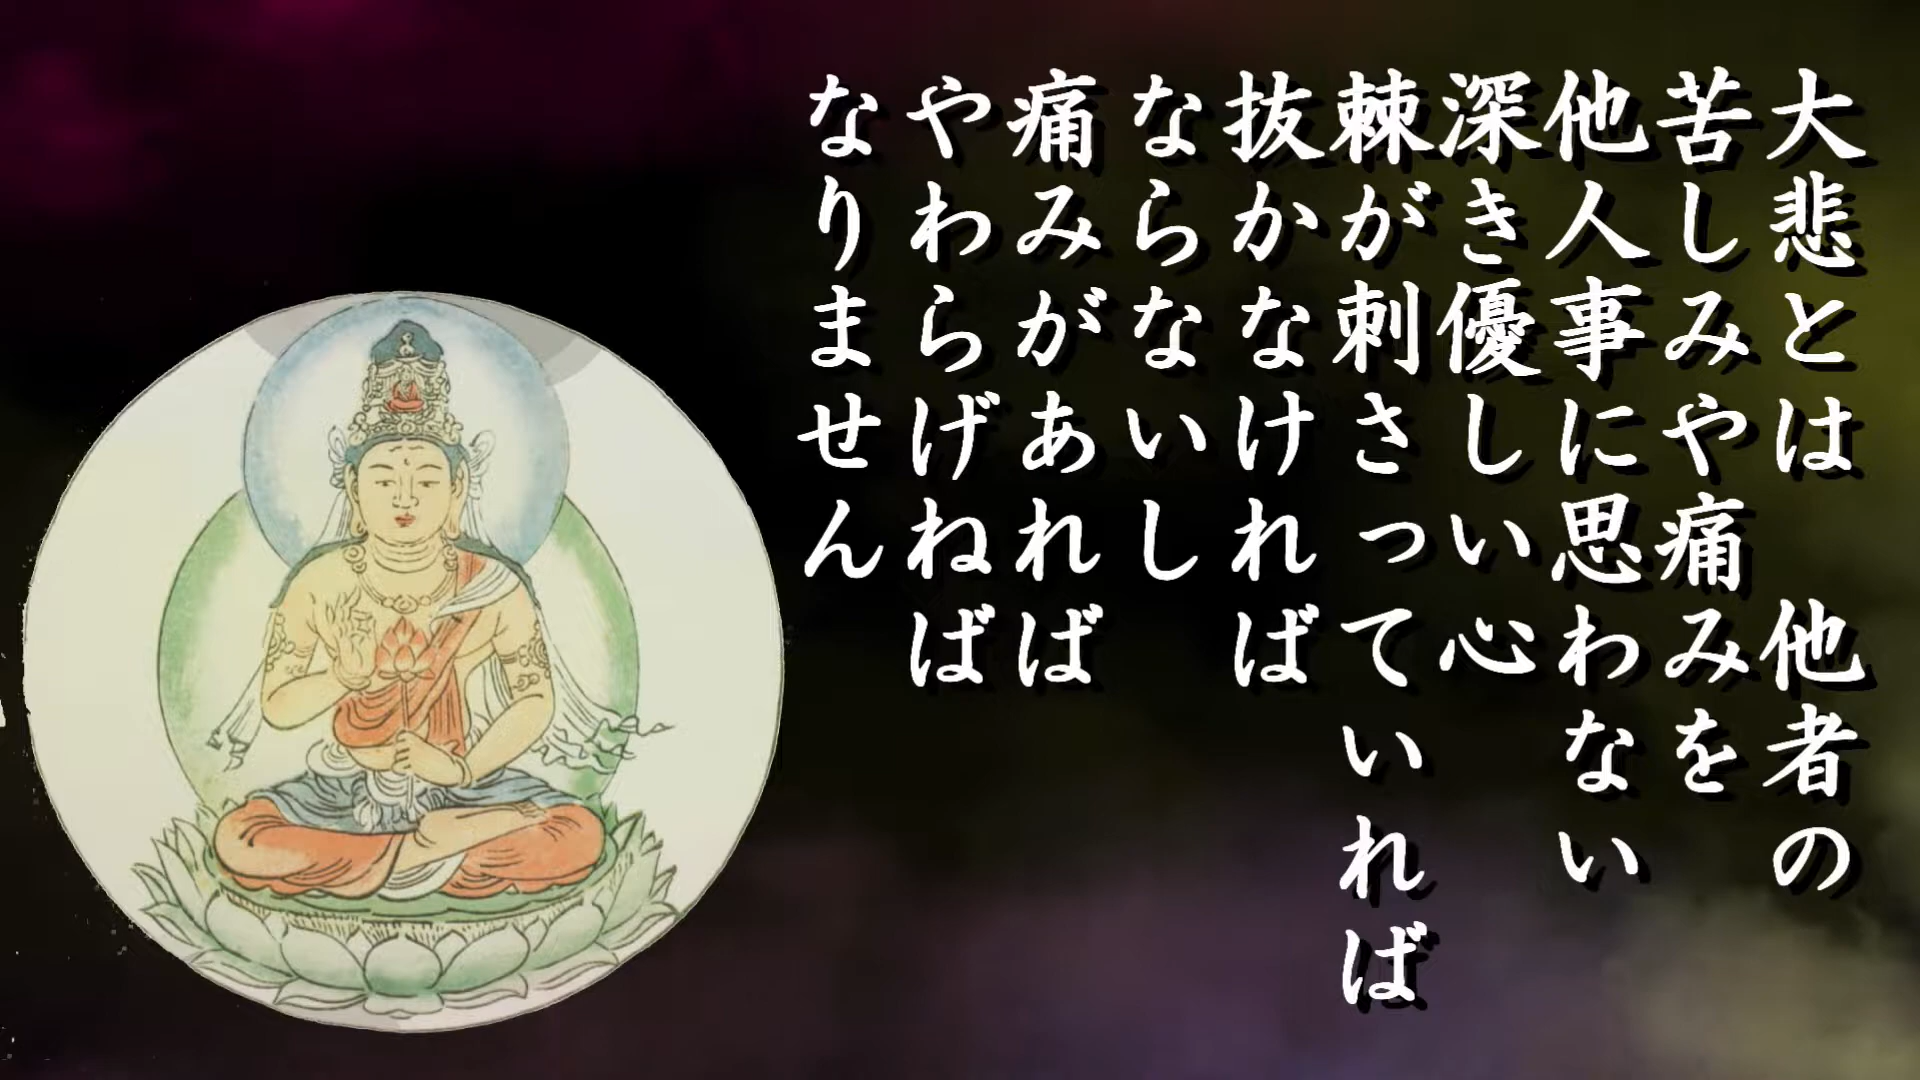 大悲とは　他者の
苦しみや痛みを
他人事に思わない
深き優しい心
棘が刺さっていれば
抜かなければ
ならないし
痛みがあれば
やわらげねば
なりません